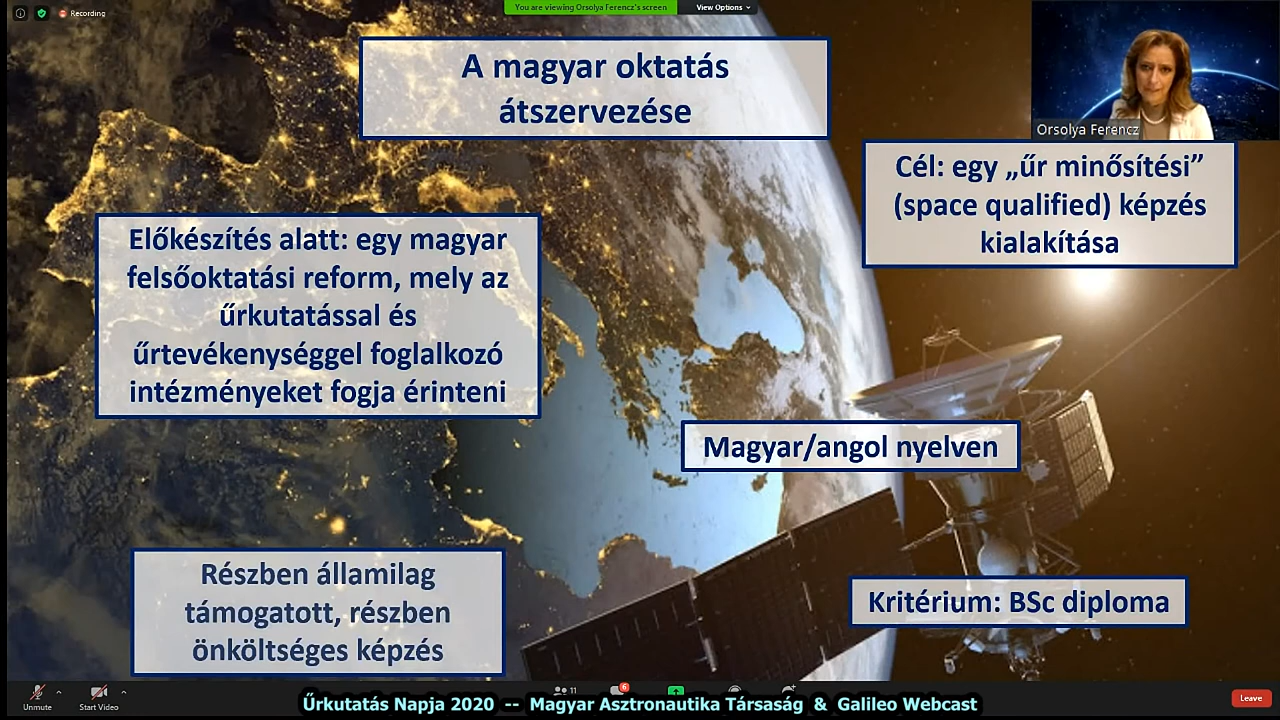 Recording
You are viewing Orsolya Ferencz's screen
View Options
A magyar oktatás
átszervezése
Orsolya Ferencz
Cél: egy „űr minősítési”
(space qualified) képzés
kialakítása
Előkészítés alatt: egy magyar
felsőoktatási reform, mely az
űrkutatással és
űrtevékenységgel foglalkozó
intézményeket fogja érinteni
Magyar/angol nyelven
Részben államilag
támogatott, részben
önköltséges képzés
Kritérium: BSc diploma
Unmute
Start Video
11
6
Leave
Űrkutatás Napja 2020 -- Magyar Asztronautika Társaság & Galileo Webcast